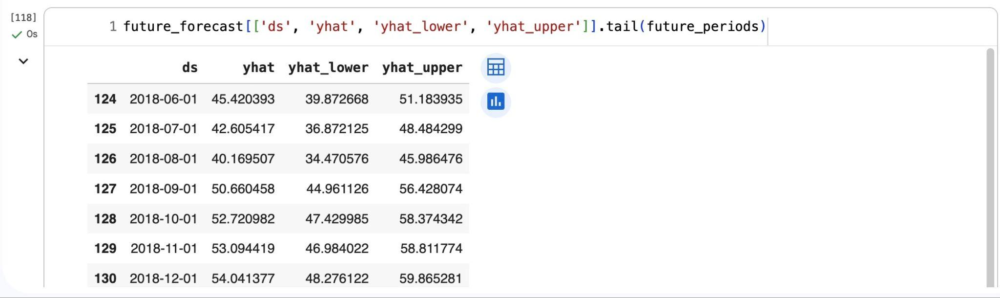 [118]
0s
1 future_forecast[['ds', 'yhat', 'yhat_lower', 'yhat_upper']].tail(future_periods)
ds yhat yhat_lower yhat_upper
124 2018-06-01 45.420393 39.872668 51.183935
125 2018-07-01 42.605417 36.872125 48.484299
126 2018-08-01 40.169507 34.470576 45.986476
127 2018-09-01 50.660458 44.961126 56.428074
128 2018-10-01 52.720982 47.429985 58.374342
129 2018-11-01 53.094419 46.984022 58.811774
130 2018-12-01 54.041377 48.276122 59.865281